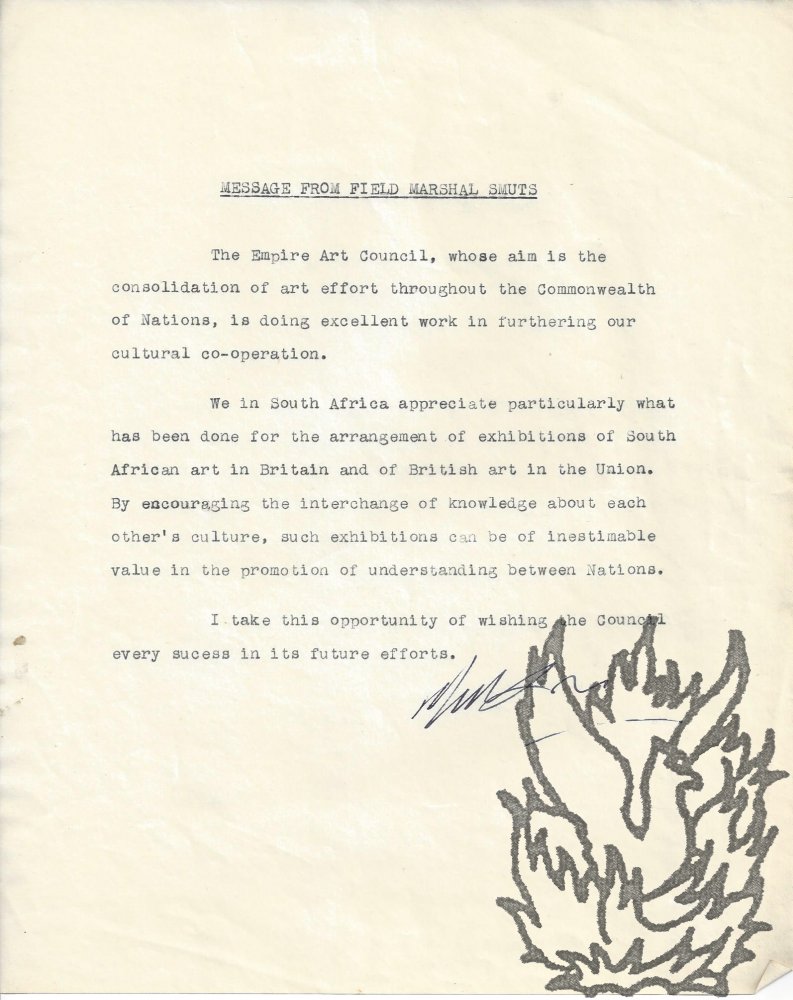 MESSAGE FROM FIELD MARSHAL SMUTS
The Empire Art Council, whose aim is the
consolidation of art effort throughout the Commonwealth
of Nations, is doing excellent work in furthering our
cultural co-operation.
We in South Africa appreciate particularly what
has been done for the arrangement of exhibitions of South
African art in Britain and of British art in the Union.
By encouraging the interchange of knowledge about each
other's culture, such exhibitions can be of inestimable
value in the promotion of understanding between Nations.
I take this opportunity of wishing the Council
every sucess in its future efforts.